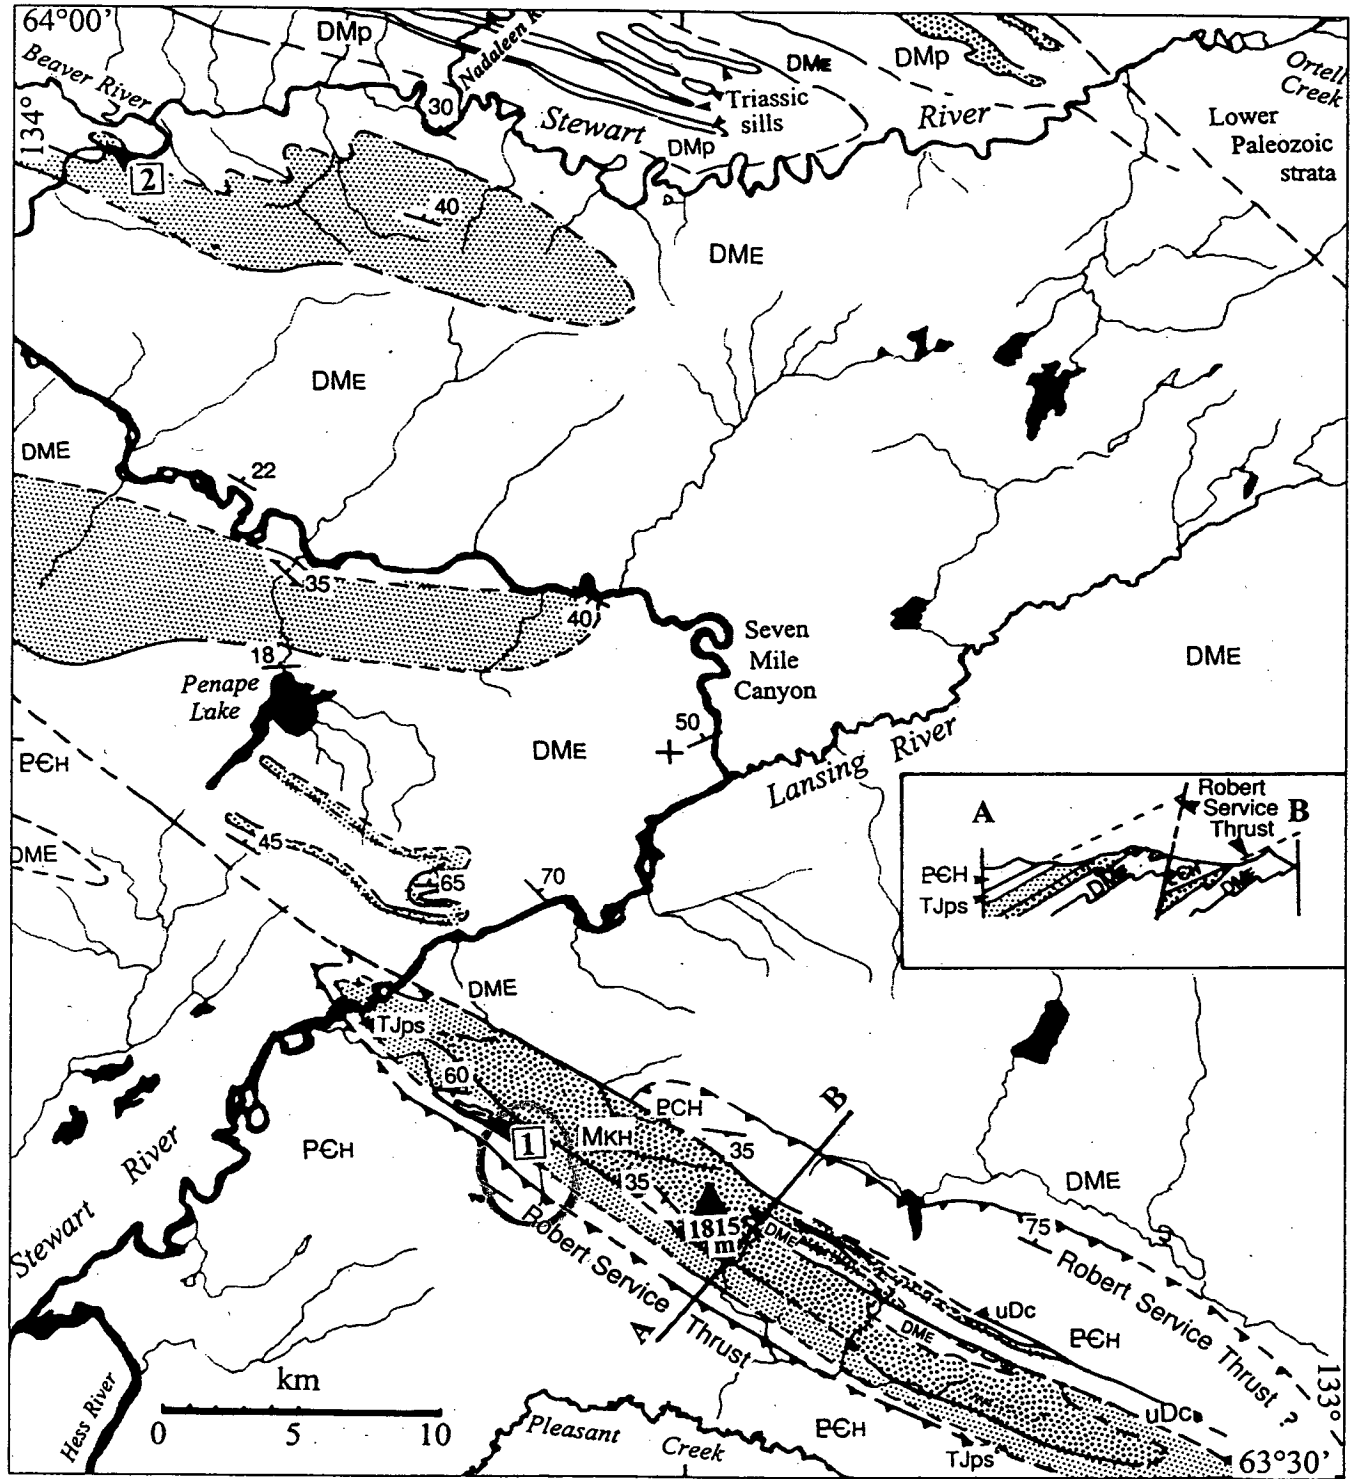 64°00'
DMp
Nadaleen R.
Beaver River
134°
30
DME
DMp
Ortell
Creek
Triassic
sills
Stewart
River
DMp
Lower
Paleozoic
strata
2
40
DME
DME
DME
22
35
40
Seven
Mile
Canyon
DME
18
Penape
Lake
50
DME
PЄH
Lansing River
Robert
Service
Thrust
A
B
PЄH
TJps
DME
PЄH
DME
DME
45
65
70
DME
TJps
60
PCH
B
1
MKH
35
35
PЄH
1815
m
DME
DME
75
Stewart River
Robert Service Thrust
Robert Service Thrust ?
A
uDc
DME
PЄH
km
0 5 10
Hess River
Pleasant Creek
PЄH
uDc
TJps
133°
63°30'